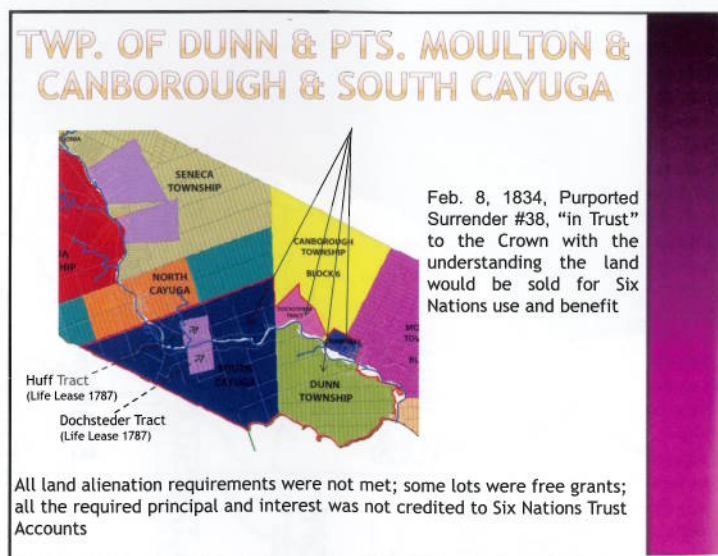 TWP. OF DUNN & PTS. MOULTON &
CANBOROUGH & SOUTH CAYUGA
SENECA
TOWNSHIP
CANBOROUGH
TOWNSHIP
BLOCK 6
NORTH
CAYUGA
SOUTH
CAYUGA
DUNN
TOWNSHIP
Feb. 8, 1834, Purported
Surrender #38, “in Trust”
to the Crown with the
understanding the land
would be sold for Six
Nations use and benefit
Huff Tract
(Life Lease 1787)
Dochsteder Tract
(Life Lease 1787)
All land alienation requirements were not met; some lots were free grants;
all the required principal and interest was not credited to Six Nations Trust
Accounts